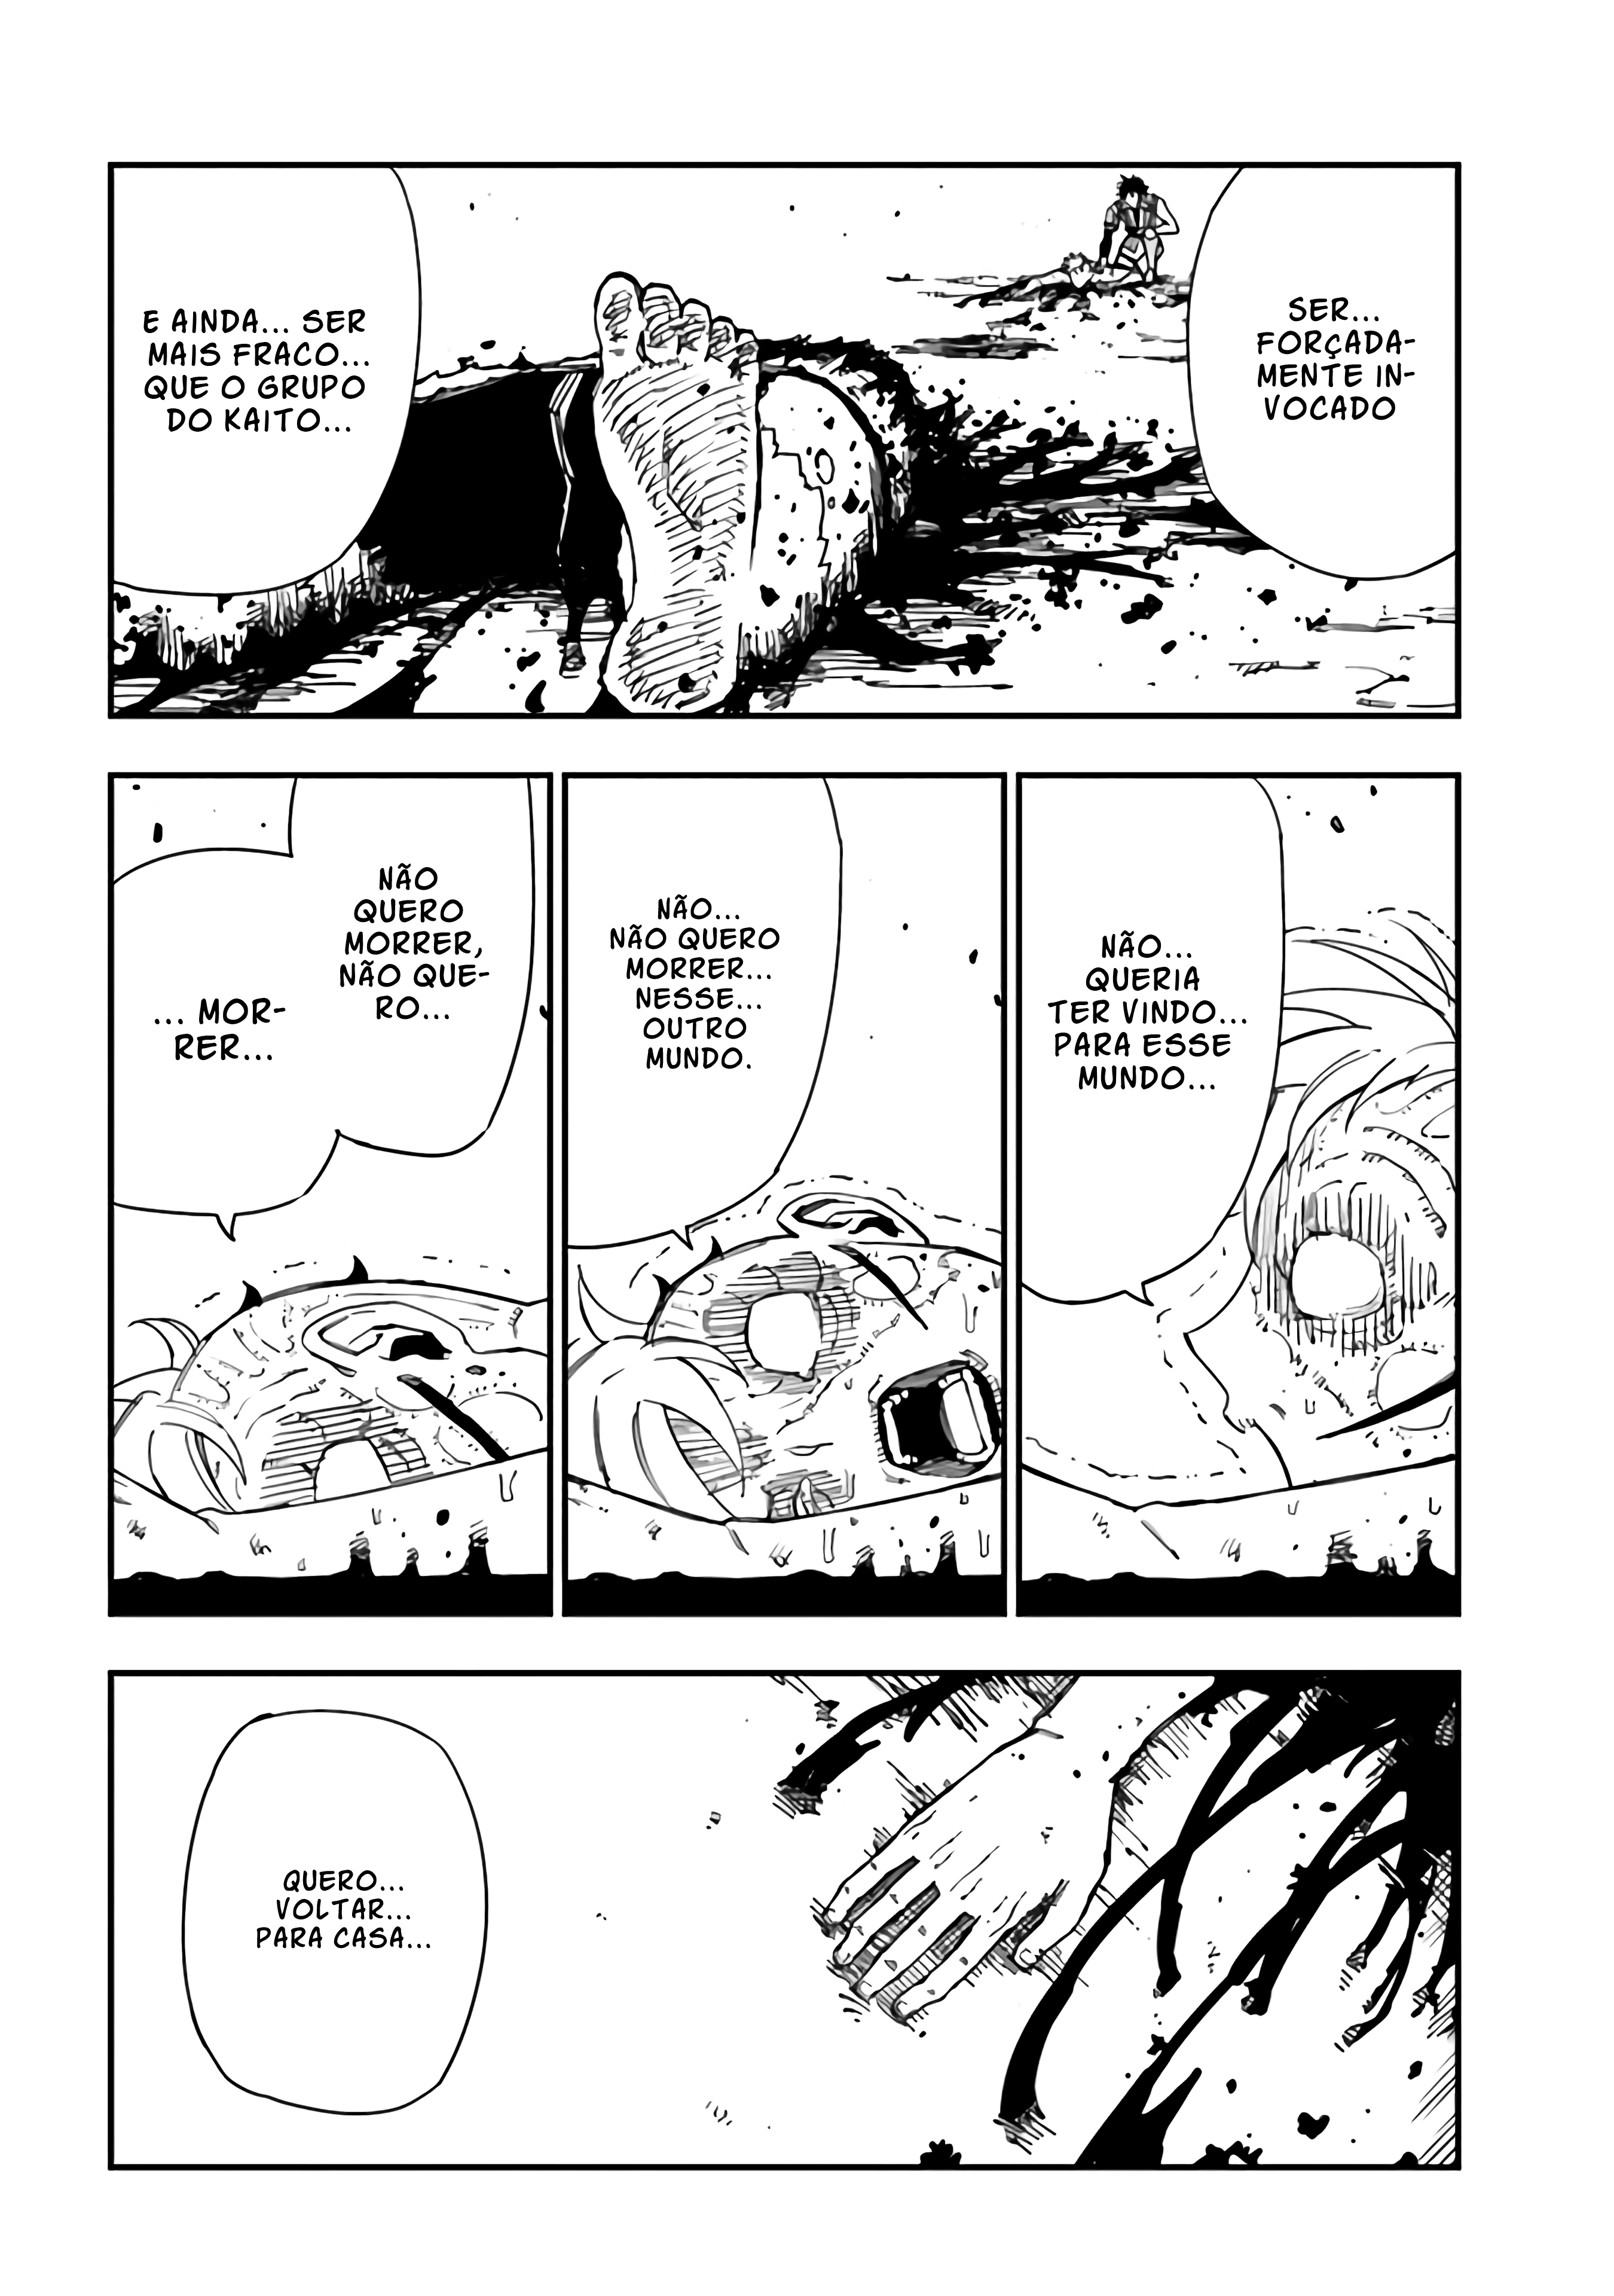 SER...
FORÇADA-
MENTE IN-
VOCADO
E AINDA... SER
MAIS FRACO...
QUE O GRUPO
DO KAITO...
NÃO...
QUERIA
TER VINDO...
PARA ESSE
MUNDO...
NÃO...
NÃO QUERO
MORRER...
NESSE...
OUTRO
MUNDO.
NÃO
QUERO
MORRER,
NÃO QUE-
RO...
... MOR-
RER...
QUERO...
VOLTAR...
PARA CASA...